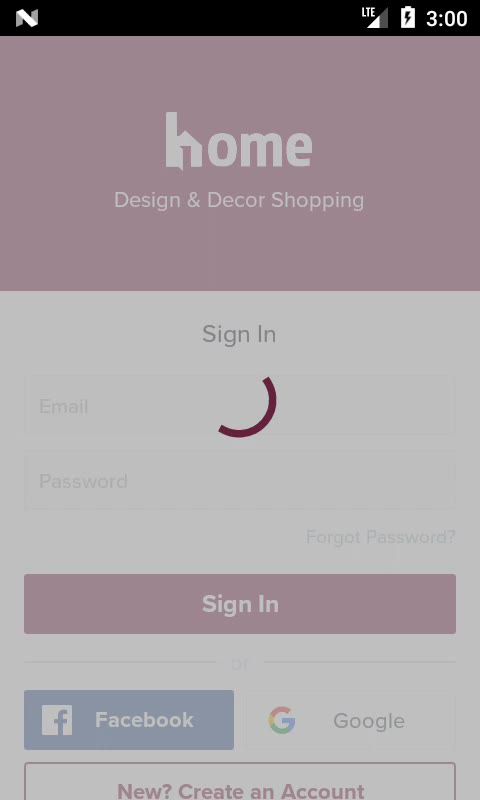 LTE 3:00
home
Design & Decor Shopping
Sign In
Email
Password
Forgot Password?
Sign In
or
Facebook
Google
New? Create an Account